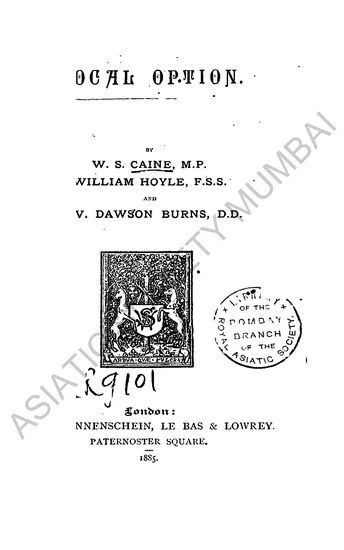 OCAL OPTION.
BY
W. S. CAINE, M.P.
WILLIAM HOYLE, F.S.S.
AND
V. DAWSON BURNS, D.D.
OF THE
BOMBAY
BRANCH
OF THE
ROYAL ASIATIC SOCIETY.
R9101
London:
NNENSCHEIN, LE BAS & LOWREY.
PATERNOSTER SQUARE.
1885.
ASIATIC SOCIETY MUMBAI